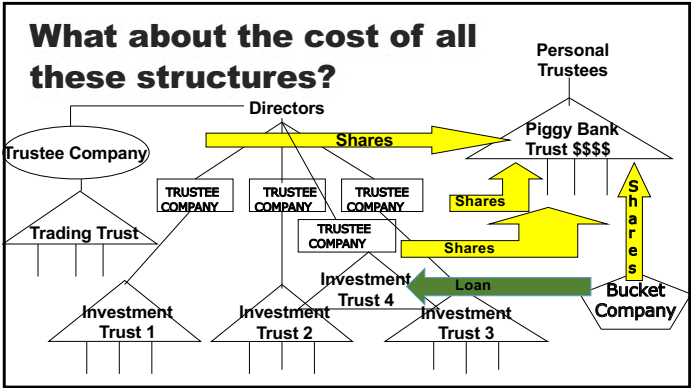 What about the cost of all
these structures?
Personal
Trustees
Directors
Shares
Piggy Bank
Trust $$$$
Trustee Company
TRUSTEE
COMPANY
TRUSTEE
COMPANY
TRUSTEE
COMPANY
Shares
Shares
Trading Trust
TRUSTEE
COMPANY
Shares
Investment
Trust 4
Loan
Bucket
Company
Investment
Trust 1
Investment
Trust 2
Investment
Trust 3